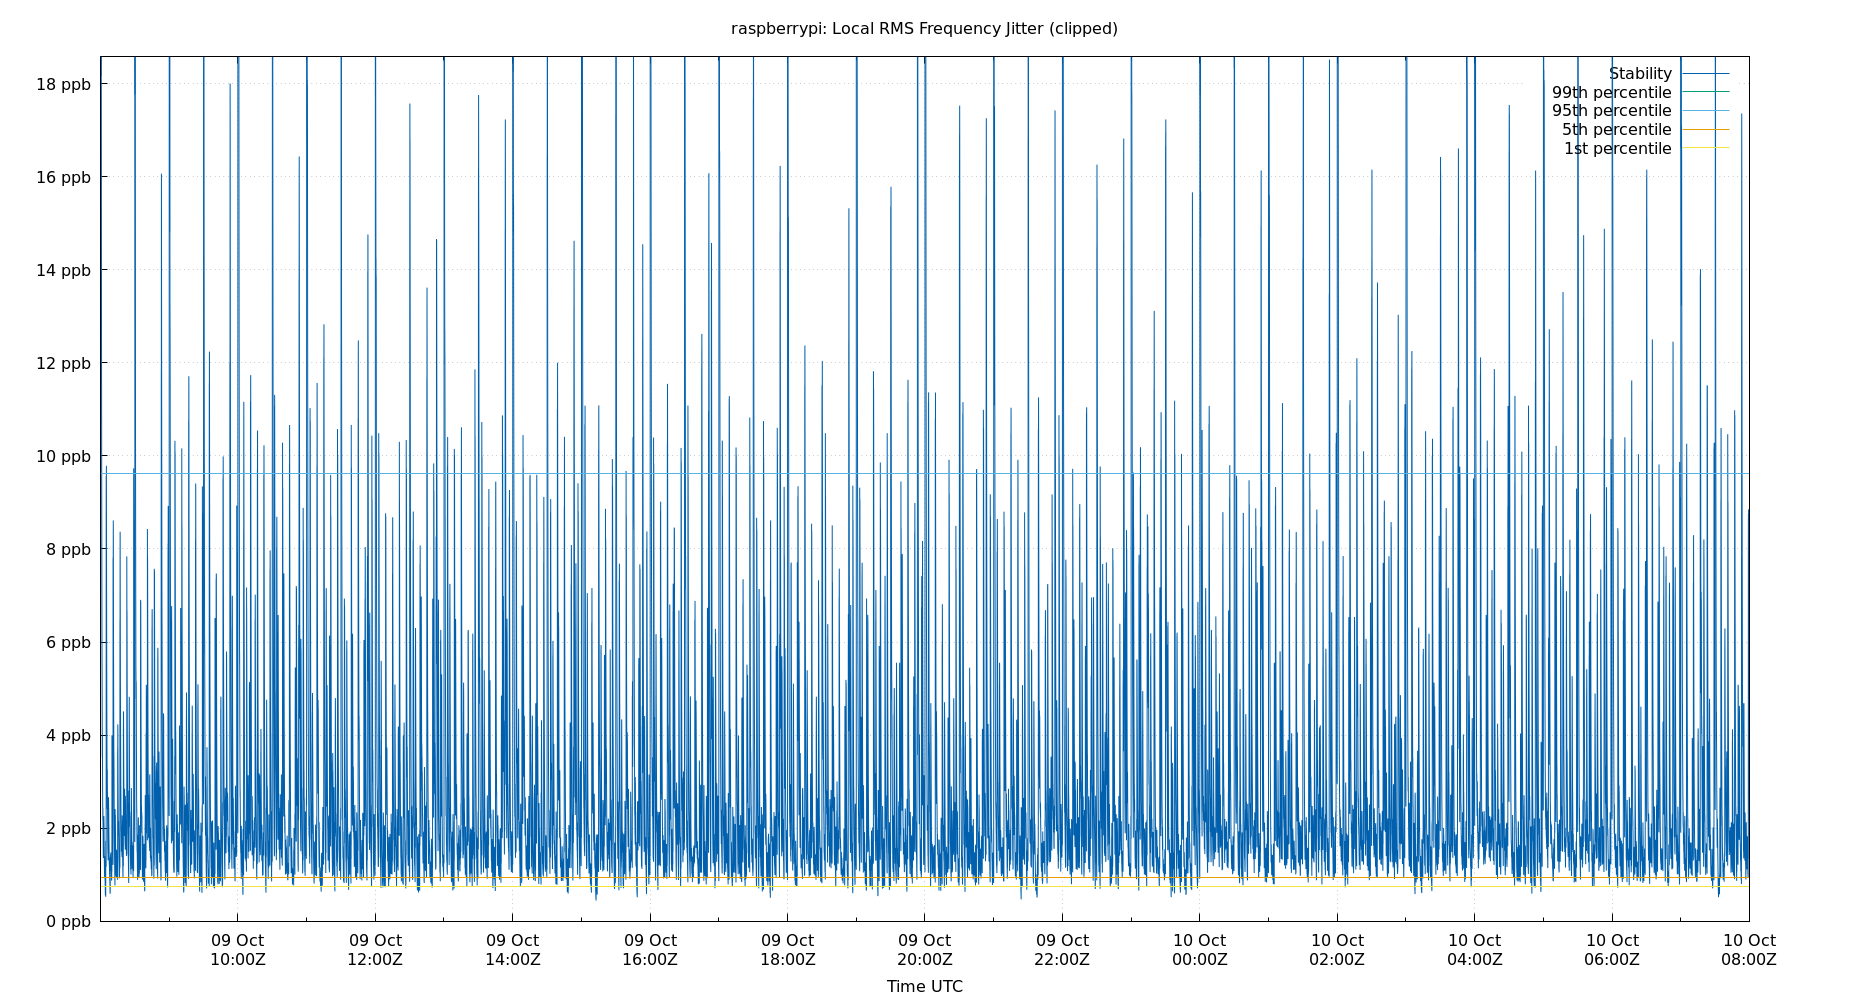 raspberrypi: Local RMS Frequency Jitter (clipped)
18 ppb
16 ppb
14 ppb
12 ppb
10 ppb
8 ppb
6 ppb
4 ppb
2 ppb
0 ppb
Stability
99th percentile
95th percentile
5th percentile
1st percentile
09 Oct 09 Oct 09 Oct 09 Oct 09 Oct 09 Oct 09 Oct 10 Oct 10 Oct 10 Oct 10 Oct 10 Oct
10:00Z 12:00Z 14:00Z 16:00Z 18:00Z 20:00Z 22:00Z 00:00Z 02:00Z 04:00Z 06:00Z 08:00Z
Time UTC